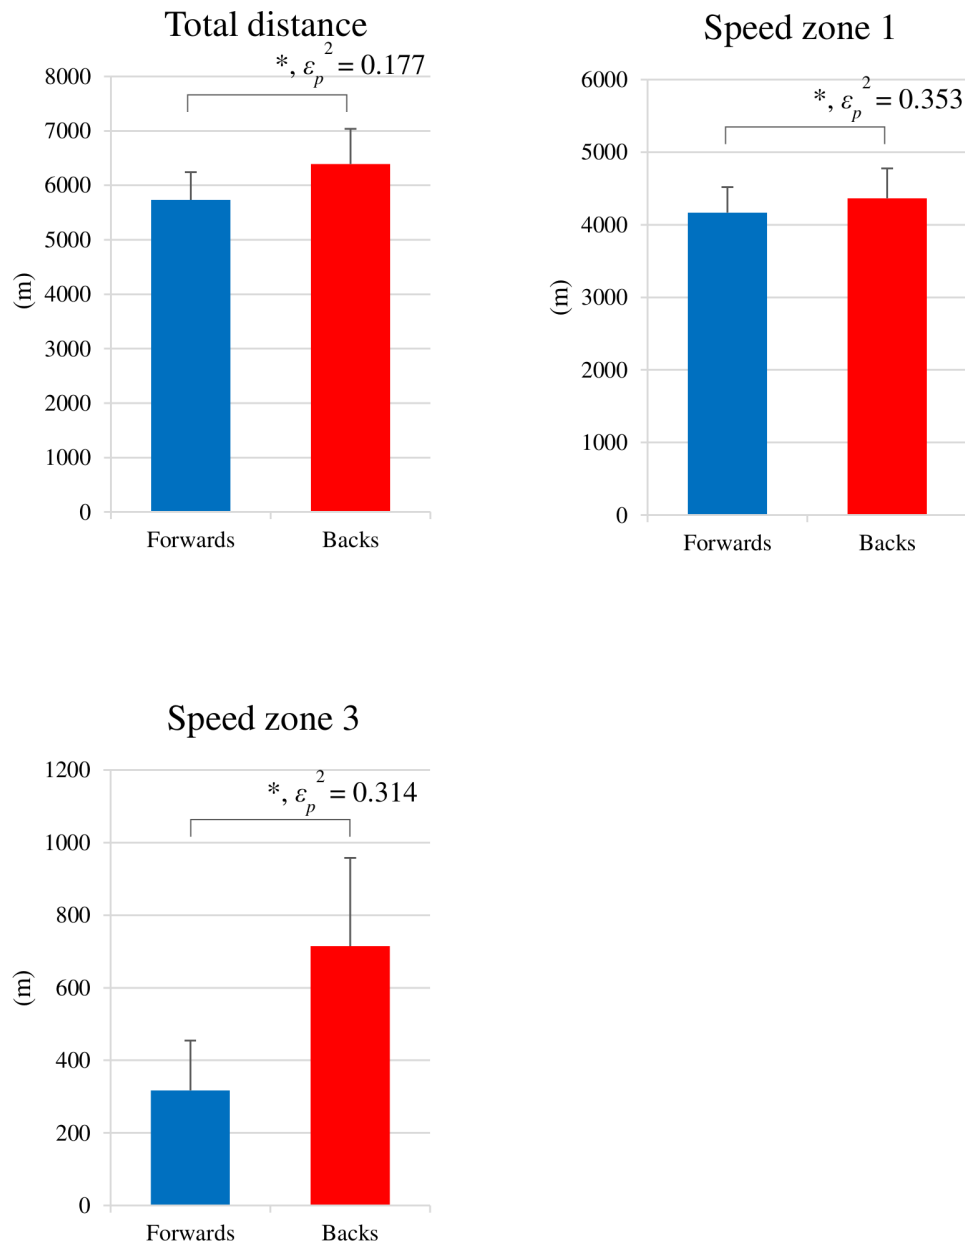 Total distance
*, εp² = 0.177
8000
7000
6000
5000
4000
3000
2000
1000
0
(m)
Forwards Backs
Speed zone 1
*, εp² = 0.353
6000
5000
4000
3000
2000
1000
0
(m)
Forwards Backs
Speed zone 3
*, εp² = 0.314
1200
1000
800
600
400
200
0
(m)
Forwards Backs